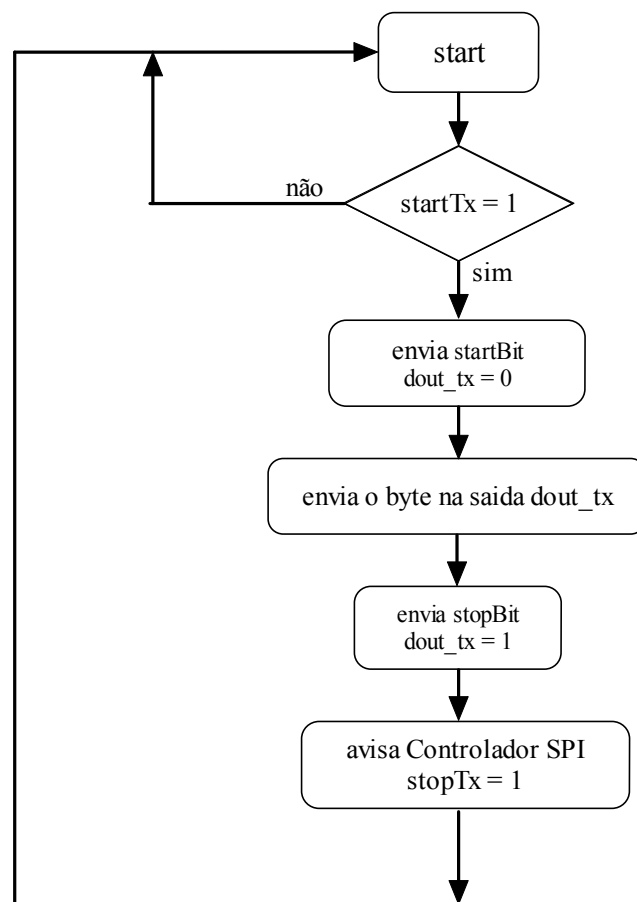 start
startTx = 1
não
sim
envia startBit
dout_tx = 0
envia o byte na saida dout_tx
envia stopBit
dout_tx = 1
avisa Controlador SPI
stopTx = 1